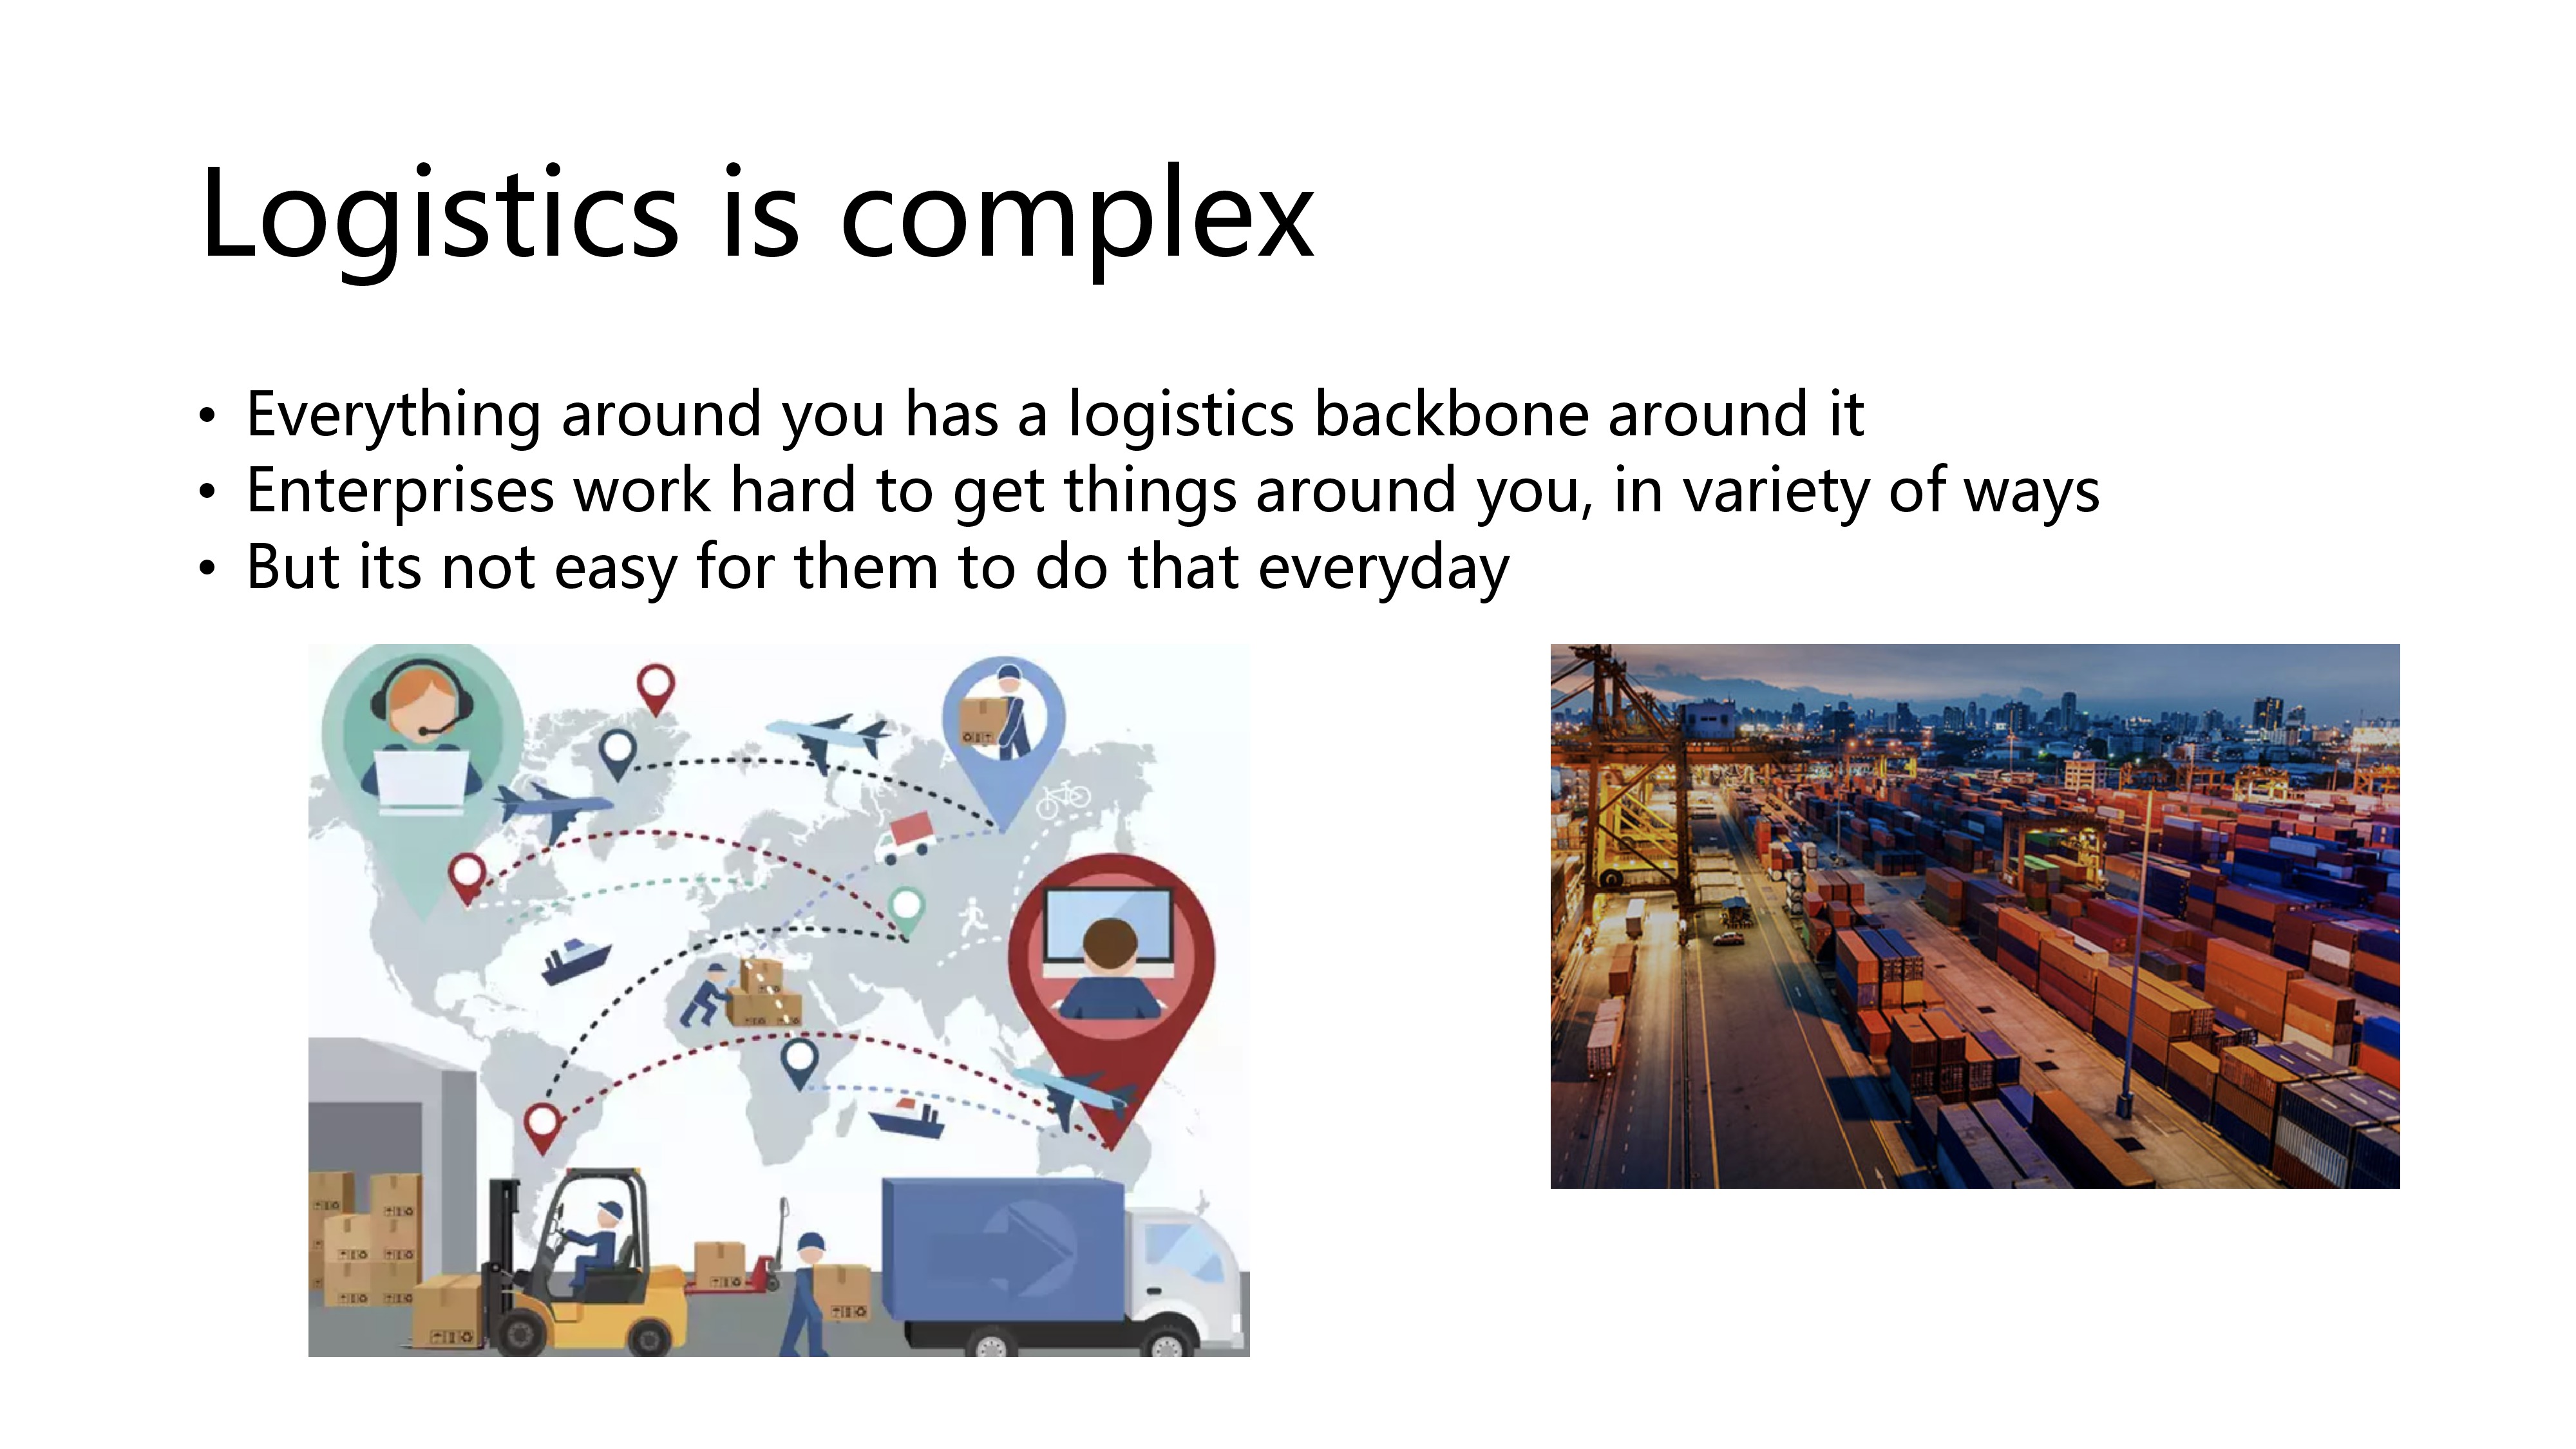 Logistics is complex
• Everything around you has a logistics backbone around it
• Enterprises work hard to get things around you, in variety of ways
• But its not easy for them to do that everyday